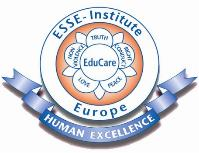 ESSE-Institute
TRUTH
NON
VIOLENCE
RIGHT
CONDUCT
EduCare
LOVE
PEACE
Europe
HUMAN EXCELLENCE